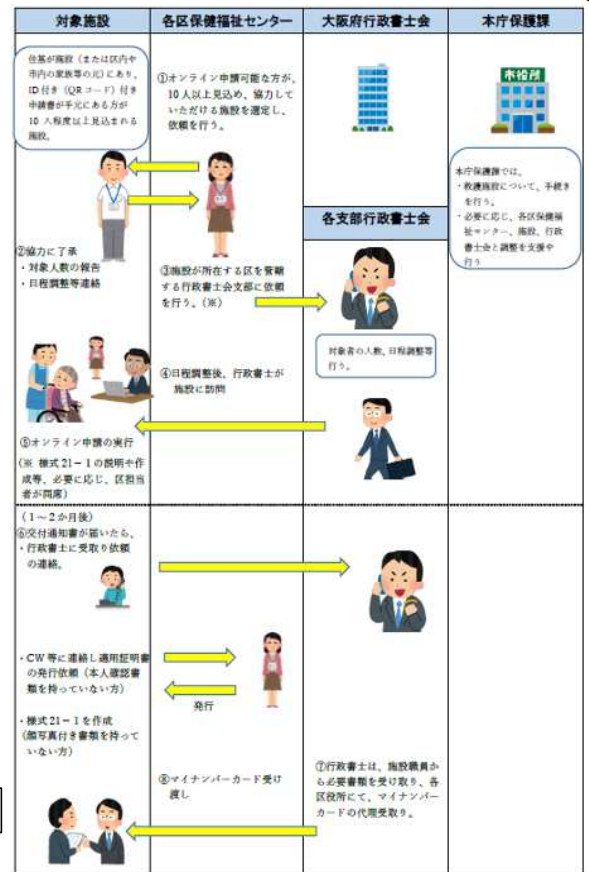 対象施設
各区保健福祉センター
大阪府行政書士会
本庁保護課
住基が施設（または区内や
市内の家族等の元）にあり、
ID付き（QRコード）付き
申請書が手元にある方が
10人程度以上見込まれる
施設。
①オンライン申請可能な方が、
10人以上見込め、協力して
いただける施設を選定し、
依頼を行う。
市役所
本庁保護課では、
・救護施設について、手続き
を行う。
・必要に応じ、各区保健福
祉センター、施設、行政
書士会と調整を支援や
行う
各支部行政書士会
②協力に了承
・対象人数の報告
・日程調整等連絡
③施設が所在する区を管轄
する行政書士会支部に依頼
を行う。（※）
対象者の人数、日程調整等
行う。
④日程調整後、行政書士が
施設に訪問
⑤オンライン申請の実行
（※ 様式21－1の説明や作
成等、必要に応じ、区担当
者が同席）
（1～2か月後）
⑥交付通知書が届いたら、
・行政書士に受取り依頼
の連絡。
・CW等に連絡し適用証明書
の発行依頼（本人確認書
類を持っていない方）
発行
・様式21－1を作成
（顔写真付き書類を持って
いない方）
⑦行政書士は、施設職員か
ら必要書類を受け取り、各
区役所にて、マイナンバー
カードの代理受取り。
⑧マイナンバーカード受け
渡し